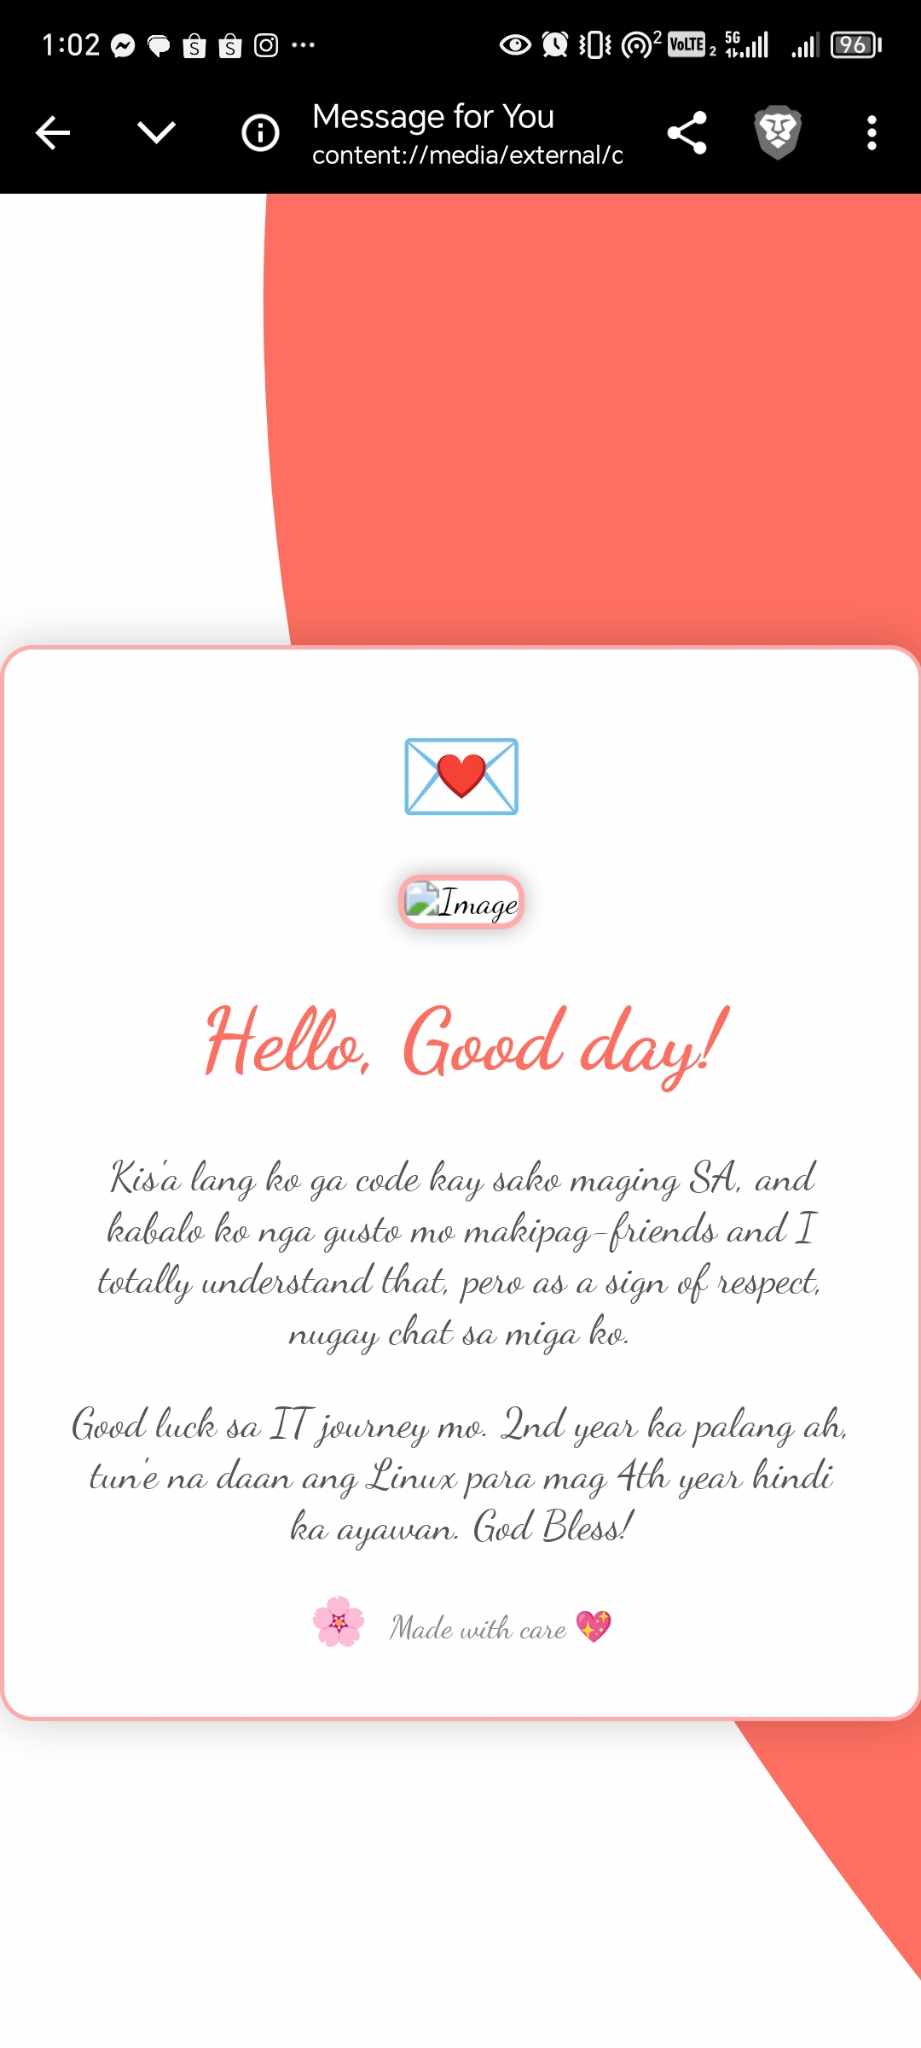 1:02
2
VoLTE 2
5G
96
Message for You
content://media/external/c
Image
Hello, Good day!
Kis'a lang ko ga code kay sako maging SA, and
kabalo ko nga gusto mo makipag-friends and I
totally understand that, pero as a sign of respect,
nugay chat sa miga ko.
Good luck sa IT journey mo. 2nd year ka palang ah,
tun'e na daan ang Linux para mag 4th year hindi
ka ayawan. God Bless!
Made with care